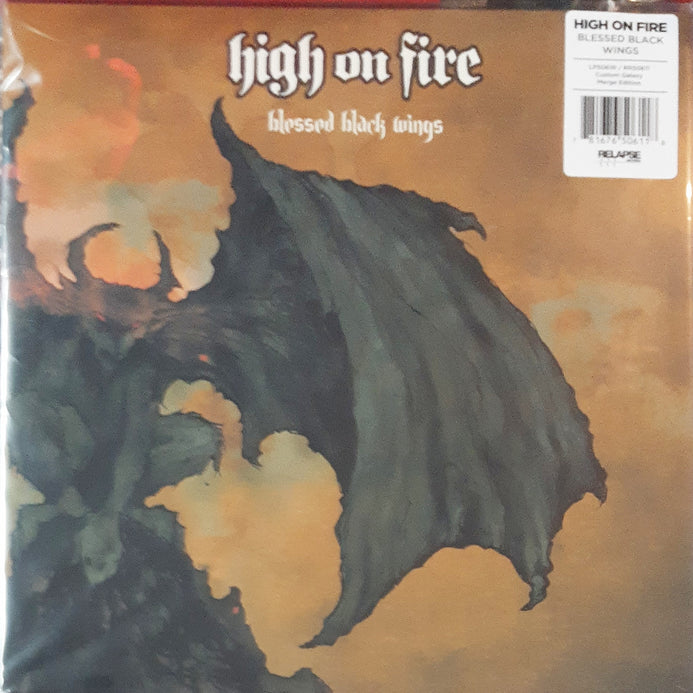 high on fire
blessed black wings
HIGH ON FIRE
BLESSED BLACK
WINGS
Custom Galaxy
Merge Edition
RELAPSE